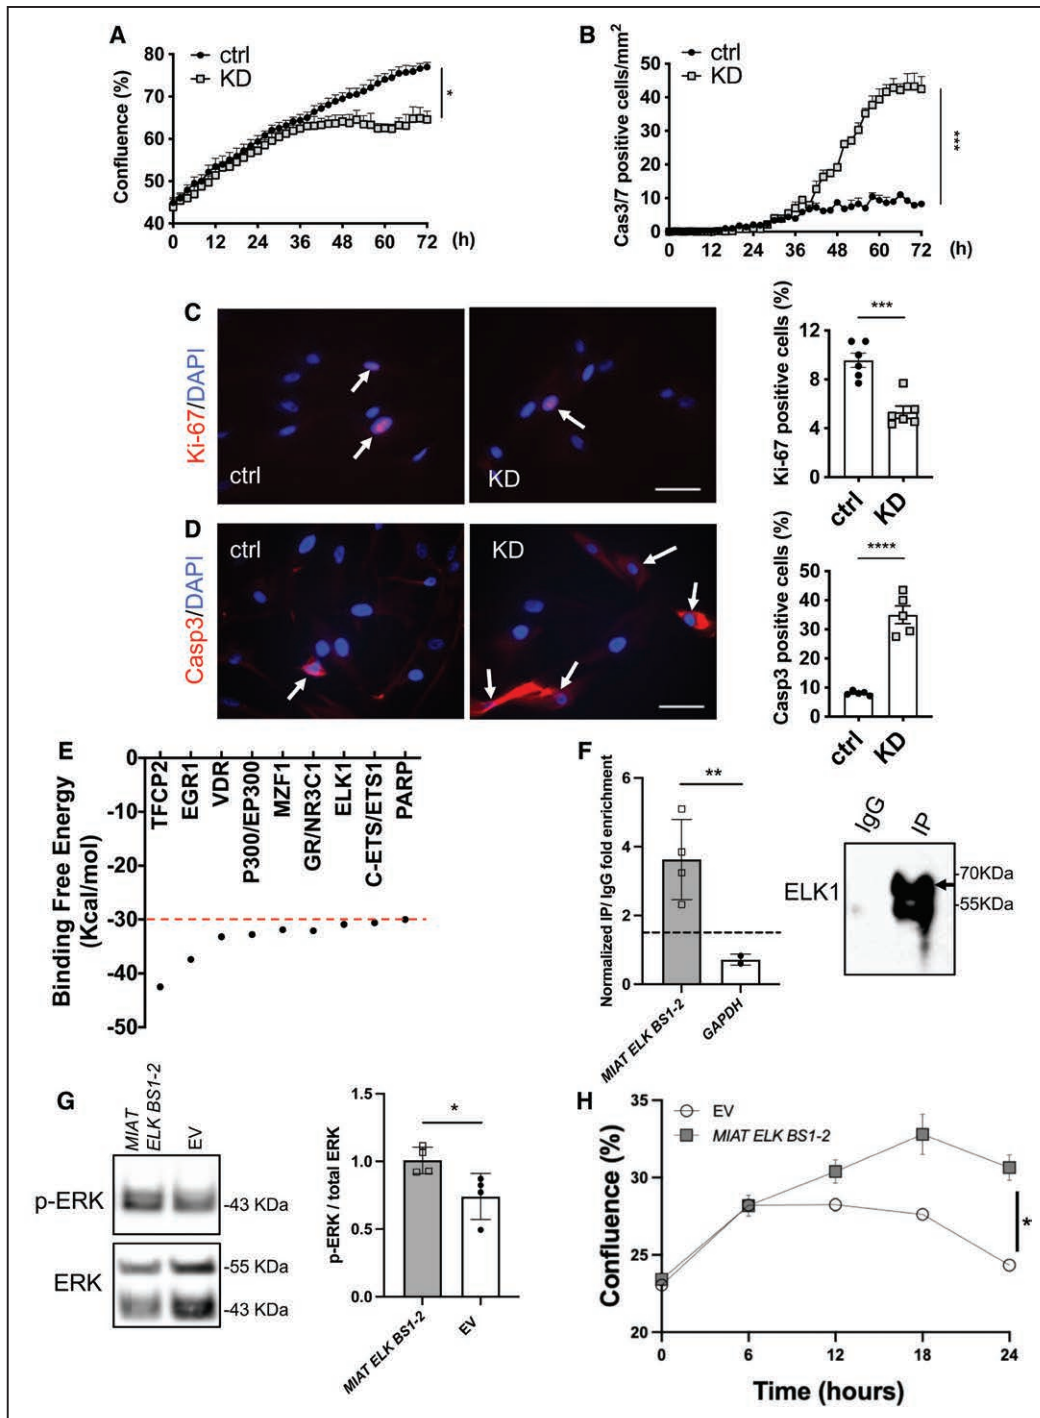 A
ctrl
KD
Confluence (%)
80
70
60
50
40
0 12 24 36 48 60 72 (h)
*
B
ctrl
KD
Cas3/7 positive cells/mm²
50
40
30
20
10
0
0 12 24 36 48 60 72 (h)
***
C
Ki-67/DAPI
ctrl
KD
Ki-67 positive cells (%)
12
8
4
0
***
ctrl KD
D
Casp3/DAPI
ctrl
KD
Casp3 positive cells (%)
50
40
30
20
10
0
****
ctrl KD
E
Binding Free Energy
(Kcal/mol)
0
-10
-20
-30
-40
-50
TFCP2
EGR1
VDR
P300/EP300
MZF1
GR/NR3C1
ELK1
C-ETS/ETS1
PARP
F
Normalized IP/ IgG fold enrichment
6
4
2
0
**
MIAT ELK BS1-2
GAPDH
IgG
IP
ELK1
-70KDa
-55KDa
G
MIAT
ELK BS1-2
EV
p-ERK
-43 KDa
ERK
-55 KDa
-43 KDa
p-ERK / total ERK
1.5
1.0
0.5
0.0
*
MIAT ELK BS1-2
EV
H
EV
MIAT ELK BS1-2
Confluence (%)
35
30
25
20
0 6 12 18 24
Time (hours)
*